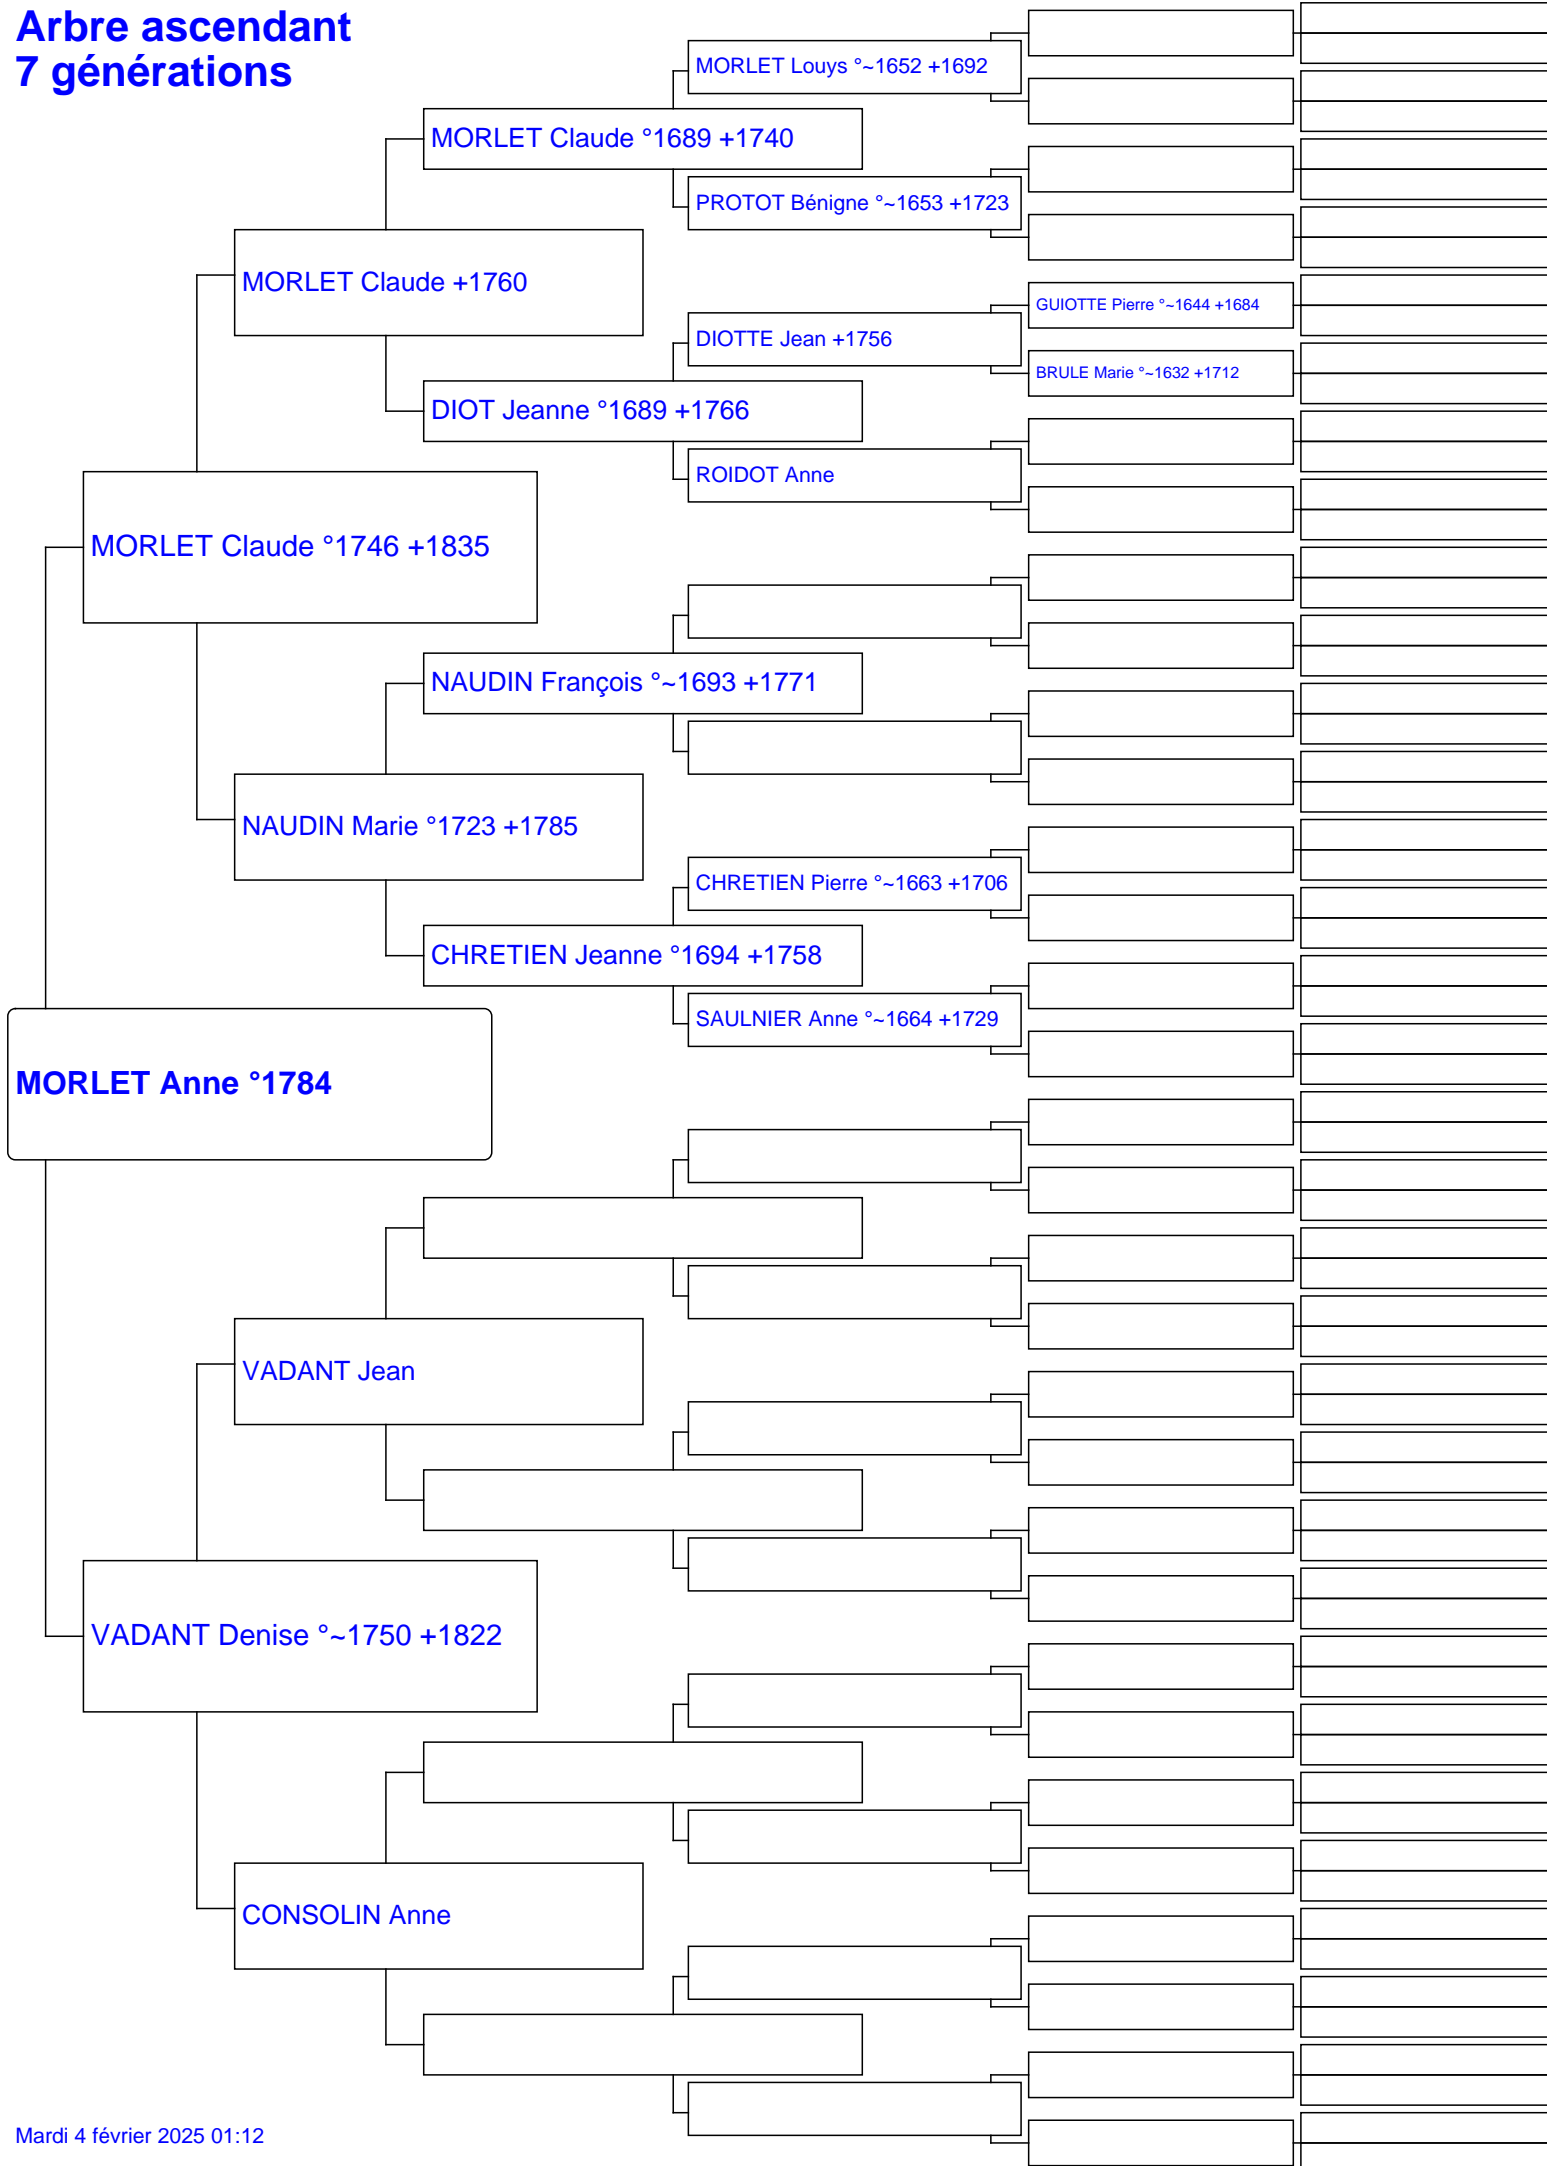 Arbre ascendant
7 générations
MORLET Louys °~1652 +1692
MORLET Claude °1689 +1740
PROTOT Bénigne °~1653 +1723
MORLET Claude +1760
GUIOTTE Pierre °~1644 +1684
DIOTTE Jean +1756
BRULE Marie °~1632 +1712
DIOT Jeanne °1689 +1766
ROIDOT Anne
MORLET Claude °1746 +1835
NAUDIN François °~1693 +1771
NAUDIN Marie °1723 +1785
CHRETIEN Pierre °~1663 +1706
CHRETIEN Jeanne °1694 +1758
SAULNIER Anne °~1664 +1729
MORLET Anne °1784
VADANT Jean
VADANT Denise °~1750 +1822
CONSOLIN Anne
Mardi 4 février 2025 01:12